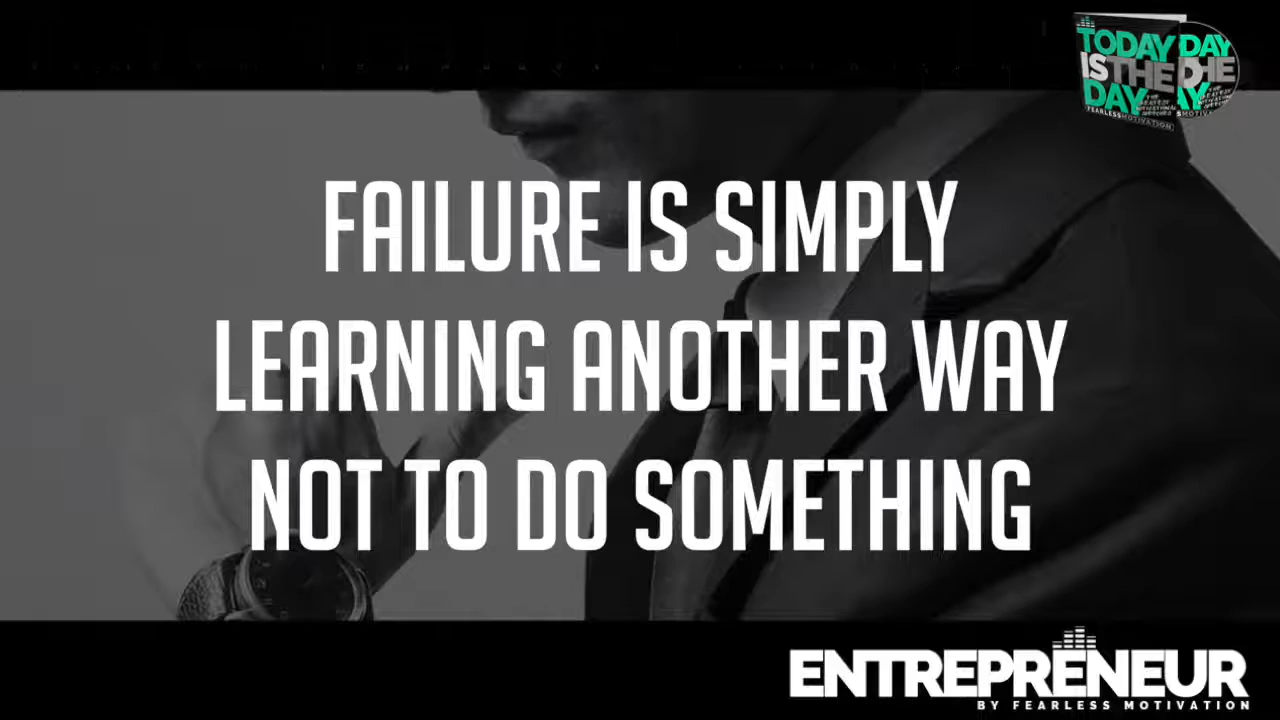 TODAY
IS THE
DAY
FEARLESS MOTIVATION
FAILURE IS SIMPLY
LEARNING ANOTHER WAY
NOT TO DO SOMETHING
ENTREPRENEUR
BY FEARLESS MOTIVATION